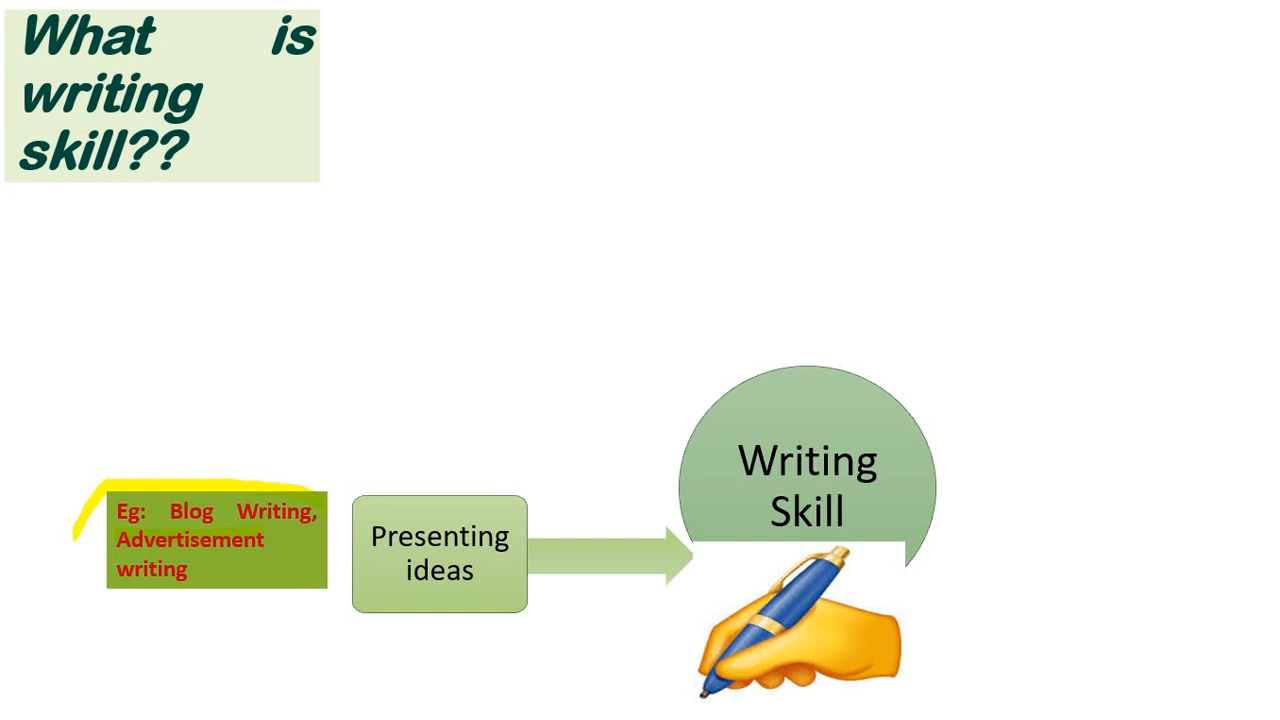 What is
writing
skill??
Writing
Skill
Eg: Blog Writing,
Advertisement
writing
Presenting
ideas